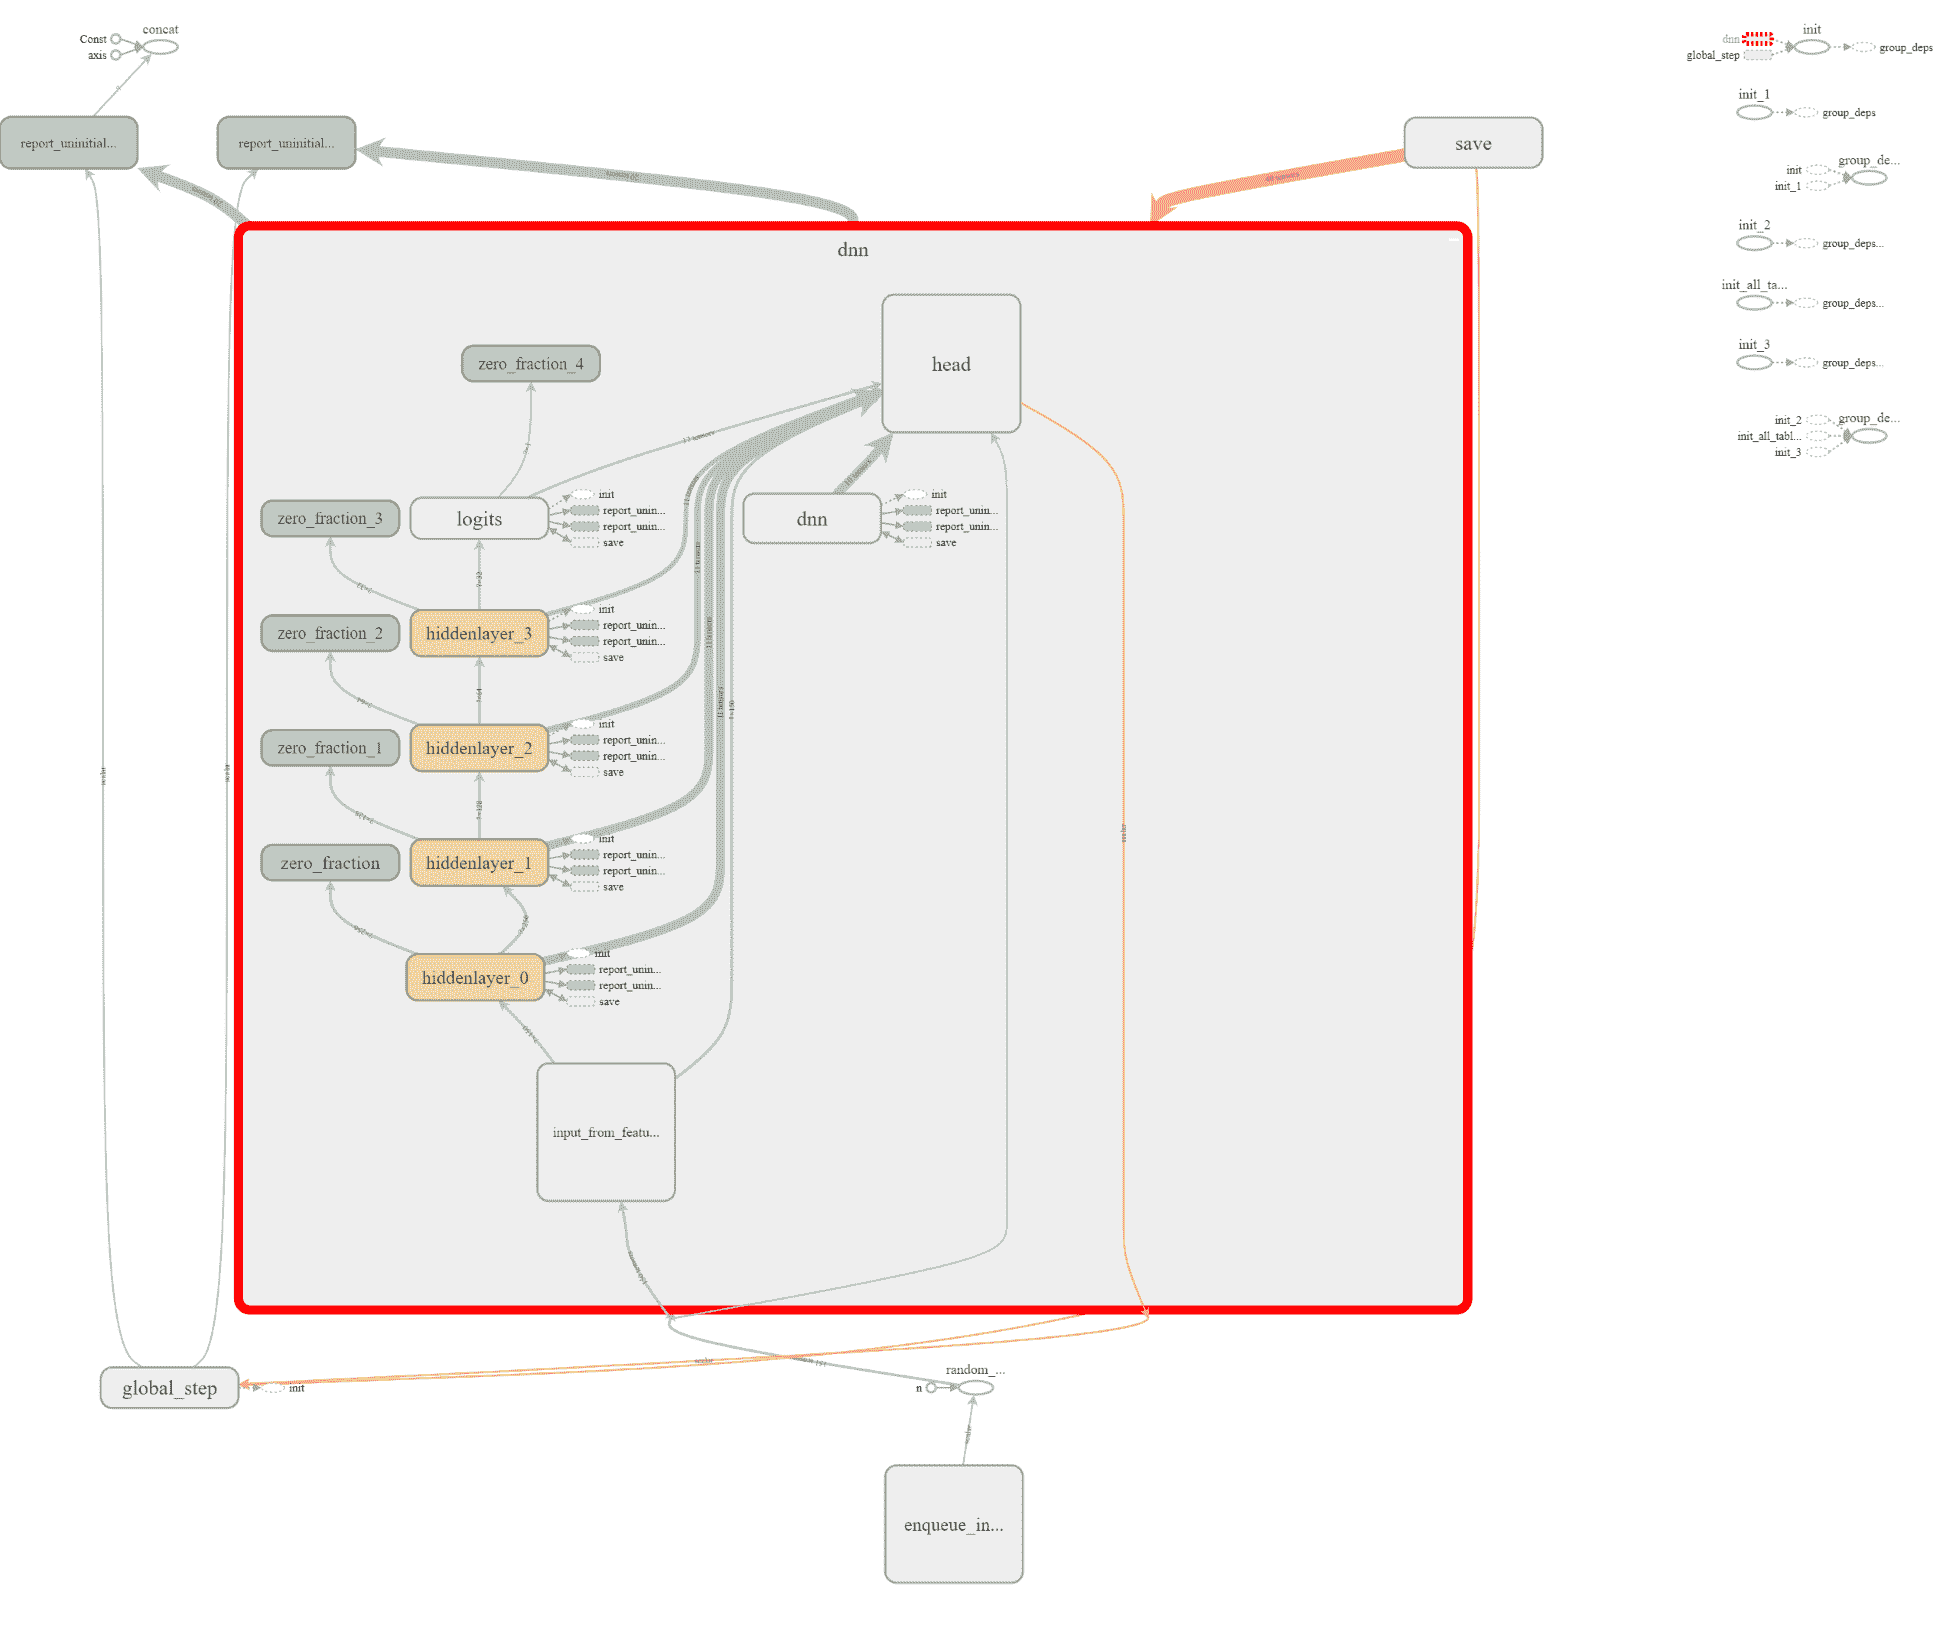 concat
Const
axis
report_uninitial...
report_uninitial...
save
dnn
head
zero_fraction_4
logits
init
report_unin...
report_unin...
save
dnn
init
report_unin...
report_unin...
save
zero_fraction_3
hiddenlayer_3
init
report_unin...
report_unin...
save
zero_fraction_2
hiddenlayer_2
init
report_unin...
report_unin...
save
zero_fraction_1
hiddenlayer_1
init
report_unin...
report_unin...
save
zero_fraction
hiddenlayer_0
init
report_unin...
report_unin...
save
input_from_featu...
global_step
init
random_...
n
enqueue_in...
init
dnn
global_step
group_deps
init_1
group_deps
group_de...
init
init_1
init_2
group_deps...
init_all_ta...
group_deps...
init_3
group_deps...
group_de...
init_2
init_all_tabl...
init_3